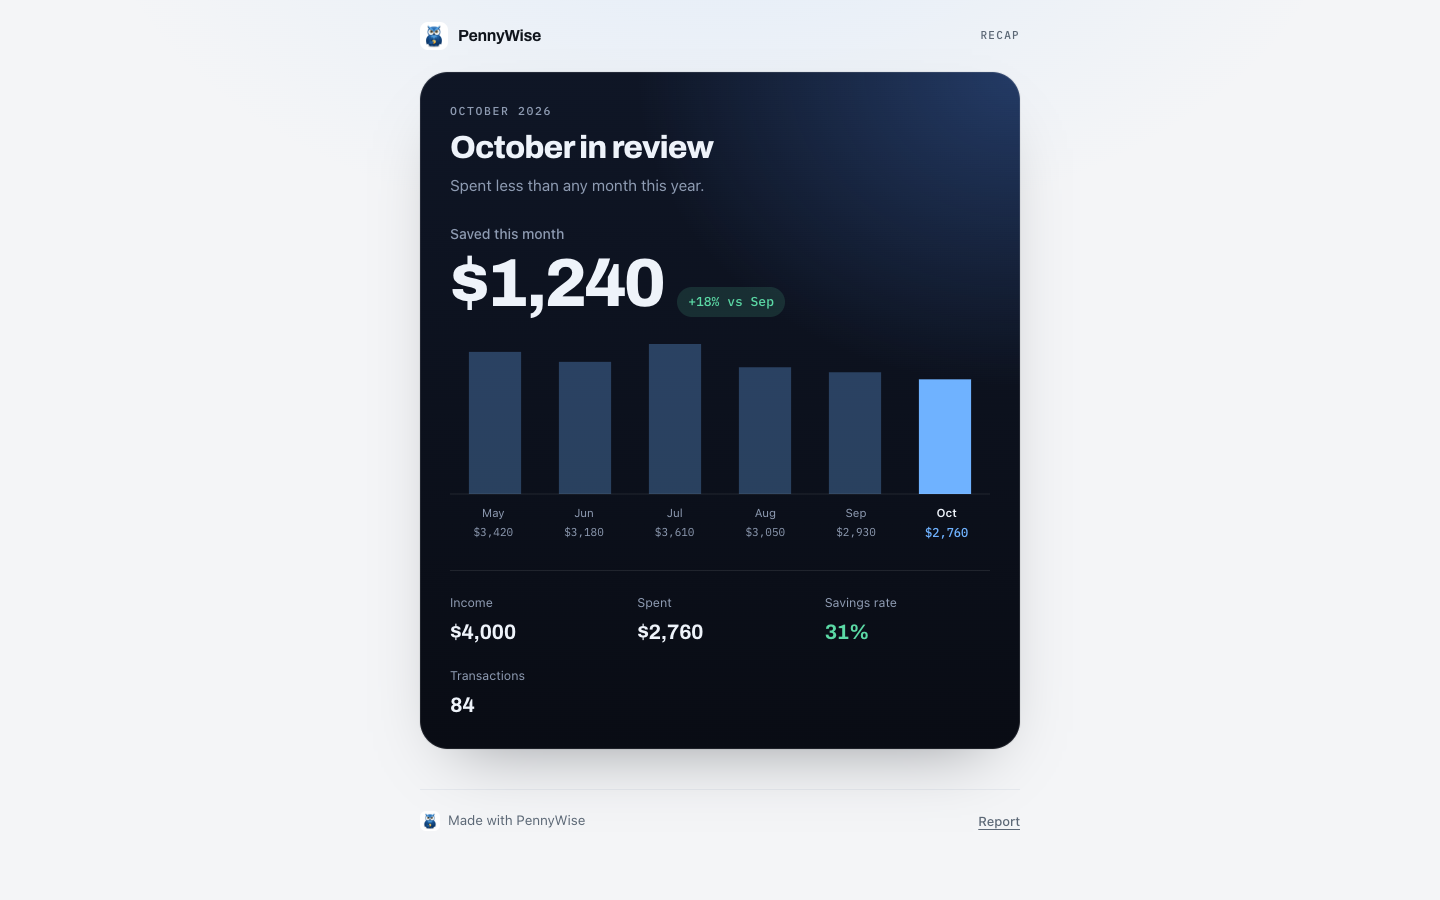 PennyWise
RECAP
OCTOBER 2026
October in review
Spent less than any month this year.
Saved this month
$1,240
+18% vs Sep
May Jun Jul Aug Sep Oct
$3,420 $3,180 $3,610 $3,050 $2,930 $2,760
Income Spent Savings rate
$4,000 $2,760 31%
Transactions
84
Made with PennyWise
Report